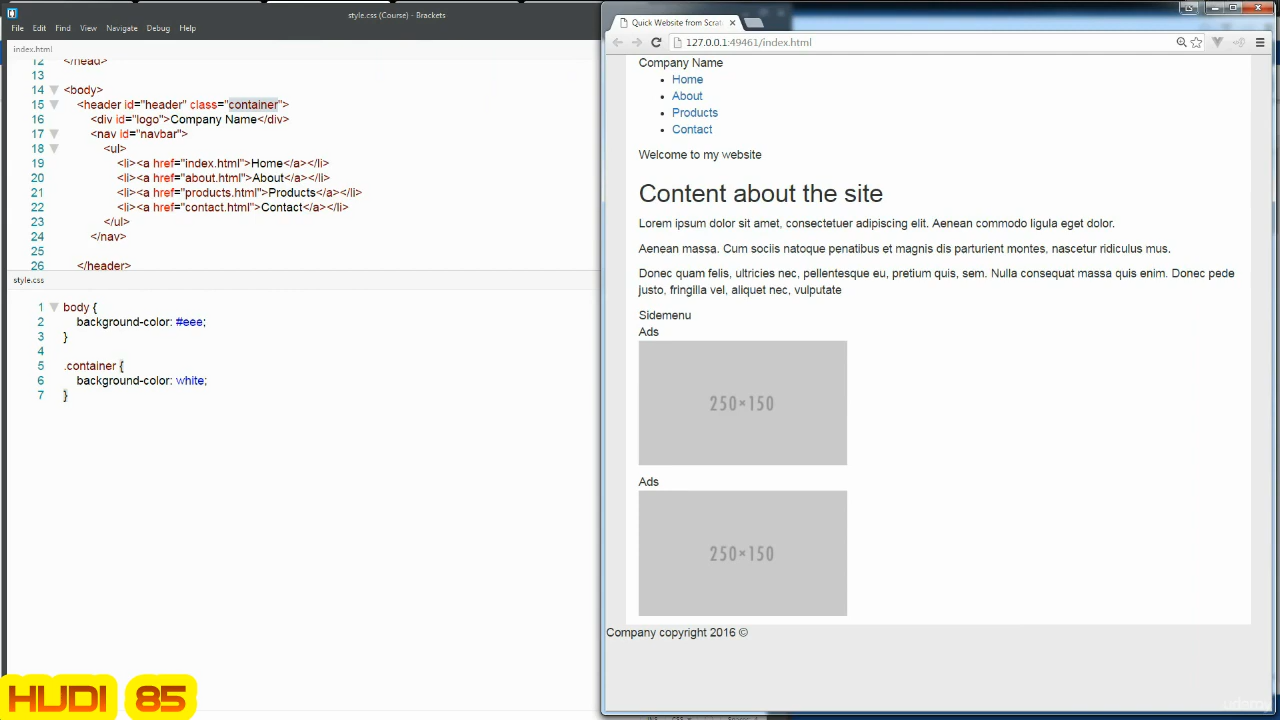 style.css (Course) - Brackets
File Edit Find View Navigate Debug Help
index.html
12 </head>
13
14 <body>
15 <header id="header" class="container">
16 <div id="logo">Company Name</div>
17 <nav id="navbar">
18 <ul>
19 <li><a href="index.html">Home</a></li>
20 <li><a href="about.html">About</a></li>
21 <li><a href="products.html">Products</a></li>
22 <li><a href="contact.html">Contact</a></li>
23 </ul>
24 </nav>
25
26 </header>
style.css
1 body {
2 background-color: #eee;
3 }
4
5 .container {
6 background-color: white;
7 }
HUDI 85
Quick Website from Scrat
127.0.0.1:49461/index.html
Company Name
• Home
• About
• Products
• Contact
Welcome to my website
Content about the site
Lorem ipsum dolor sit amet, consectetuer adipiscing elit. Aenean commodo ligula eget dolor.
Aenean massa. Cum sociis natoque penatibus et magnis dis parturient montes, nascetur ridiculus mus.
Donec quam felis, ultricies nec, pellentesque eu, pretium quis, sem. Nulla consequat massa quis enim. Donec pede
justo, fringilla vel, aliquet nec, vulputate
Sidemenu
Ads
250×150
Ads
250×150
Company copyright 2016 ©
udemy